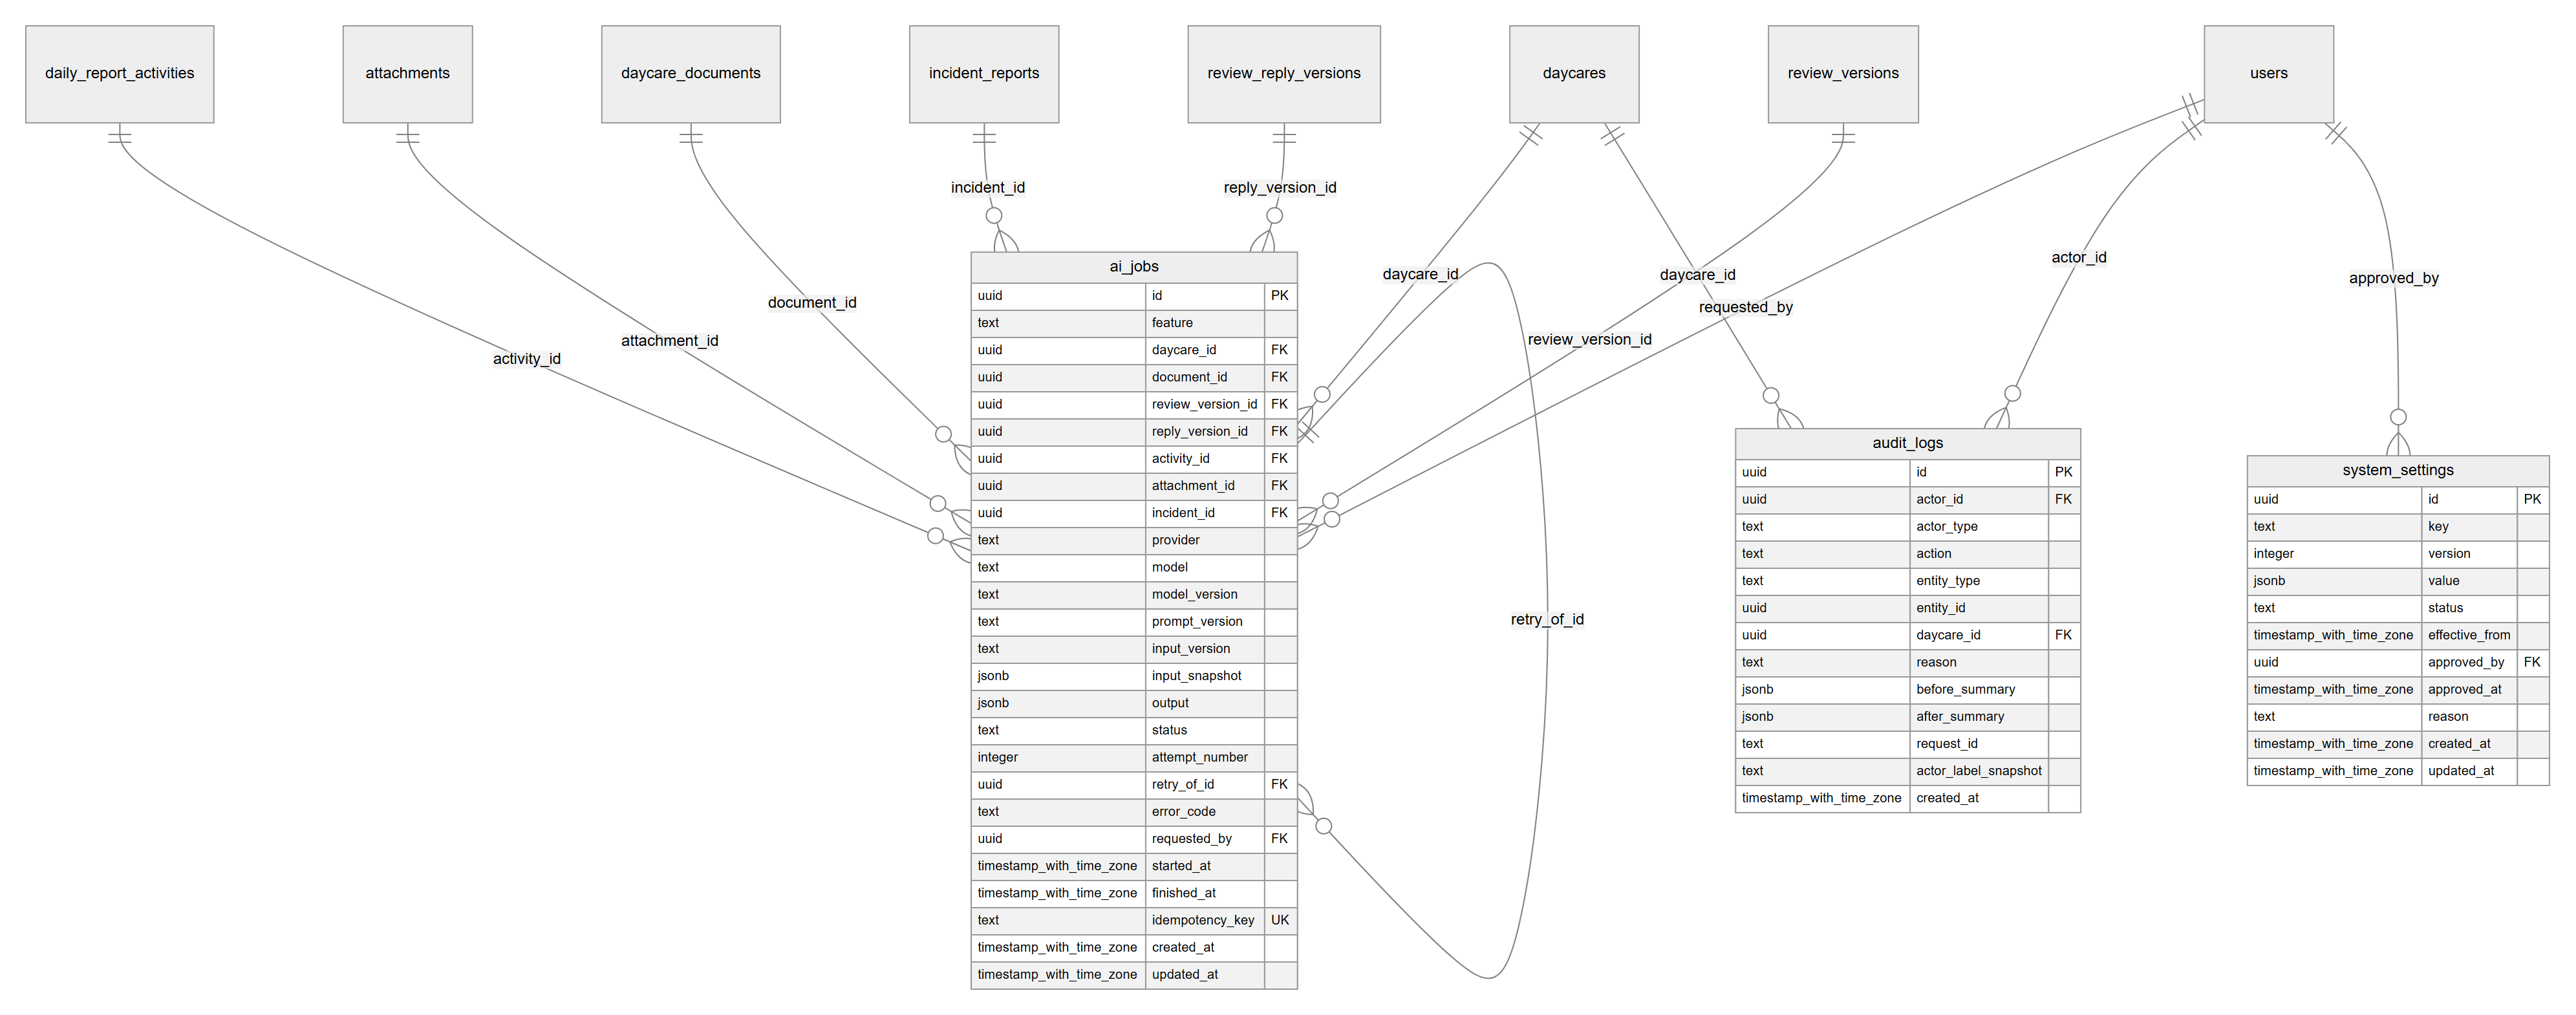 daily_report_activities
attachments
daycare_documents
incident_reports
review_reply_versions
daycares
review_versions
users
incident_id
reply_version_id
daycare_id
daycare_id
actor_id
approved_by
document_id
requested_by
attachment_id
review_version_id
activity_id
retry_of_id
ai_jobs
uuid id PK
text feature
uuid daycare_id FK
uuid document_id FK
uuid review_version_id FK
uuid reply_version_id FK
uuid activity_id FK
uuid attachment_id FK
uuid incident_id FK
text provider
text model
text model_version
text prompt_version
text input_version
jsonb input_snapshot
jsonb output
text status
integer attempt_number
uuid retry_of_id FK
text error_code
uuid requested_by FK
timestamp_with_time_zone started_at
timestamp_with_time_zone finished_at
text idempotency_key UK
timestamp_with_time_zone created_at
timestamp_with_time_zone updated_at
audit_logs
uuid id PK
uuid actor_id FK
text actor_type
text action
text entity_type
uuid entity_id
uuid daycare_id FK
text reason
jsonb before_summary
jsonb after_summary
text request_id
text actor_label_snapshot
timestamp_with_time_zone created_at
system_settings
uuid id PK
text key
integer version
jsonb value
text status
timestamp_with_time_zone effective_from
uuid approved_by FK
timestamp_with_time_zone approved_at
text reason
timestamp_with_time_zone created_at
timestamp_with_time_zone updated_at